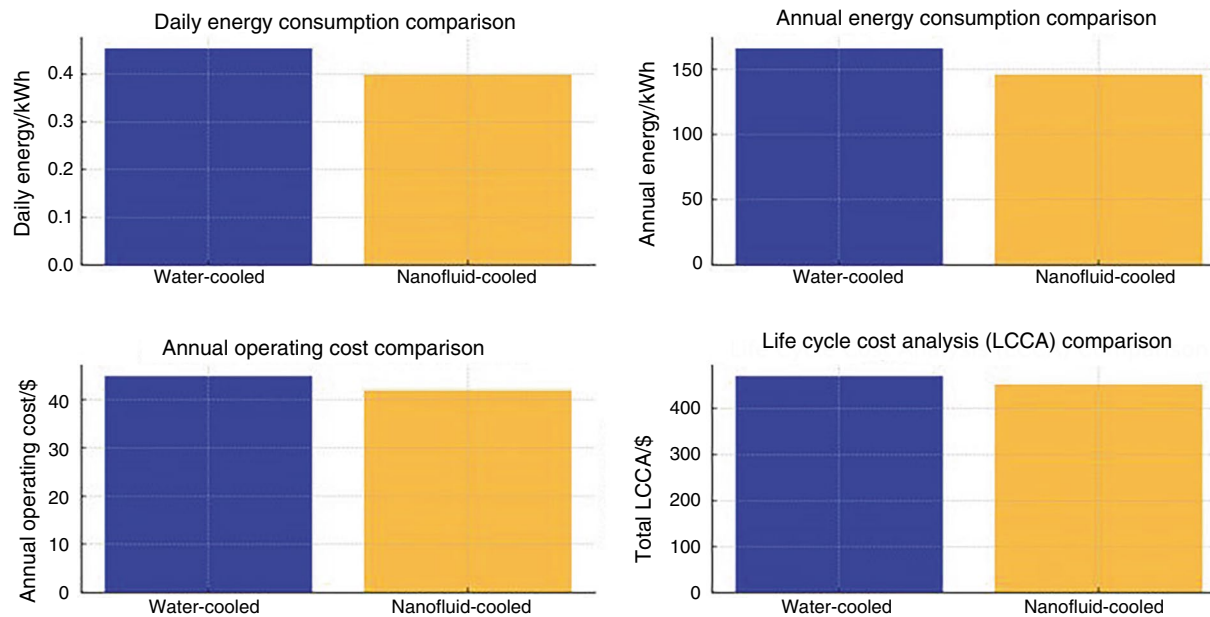 Daily energy consumption comparison
Daily energy/kWh
0.4
0.3
0.2
0.1
0.0
Water-cooled
Nanofluid-cooled
Annual energy consumption comparison
Annual energy/kWh
150
100
50
0
Water-cooled
Nanofluid-cooled
Annual operating cost comparison
Annual operating cost/$
40
30
20
10
0
Water-cooled
Nanofluid-cooled
Life cycle cost analysis (LCCA) comparison
Total LCCA/$
400
300
200
100
0
Water-cooled
Nanofluid-cooled